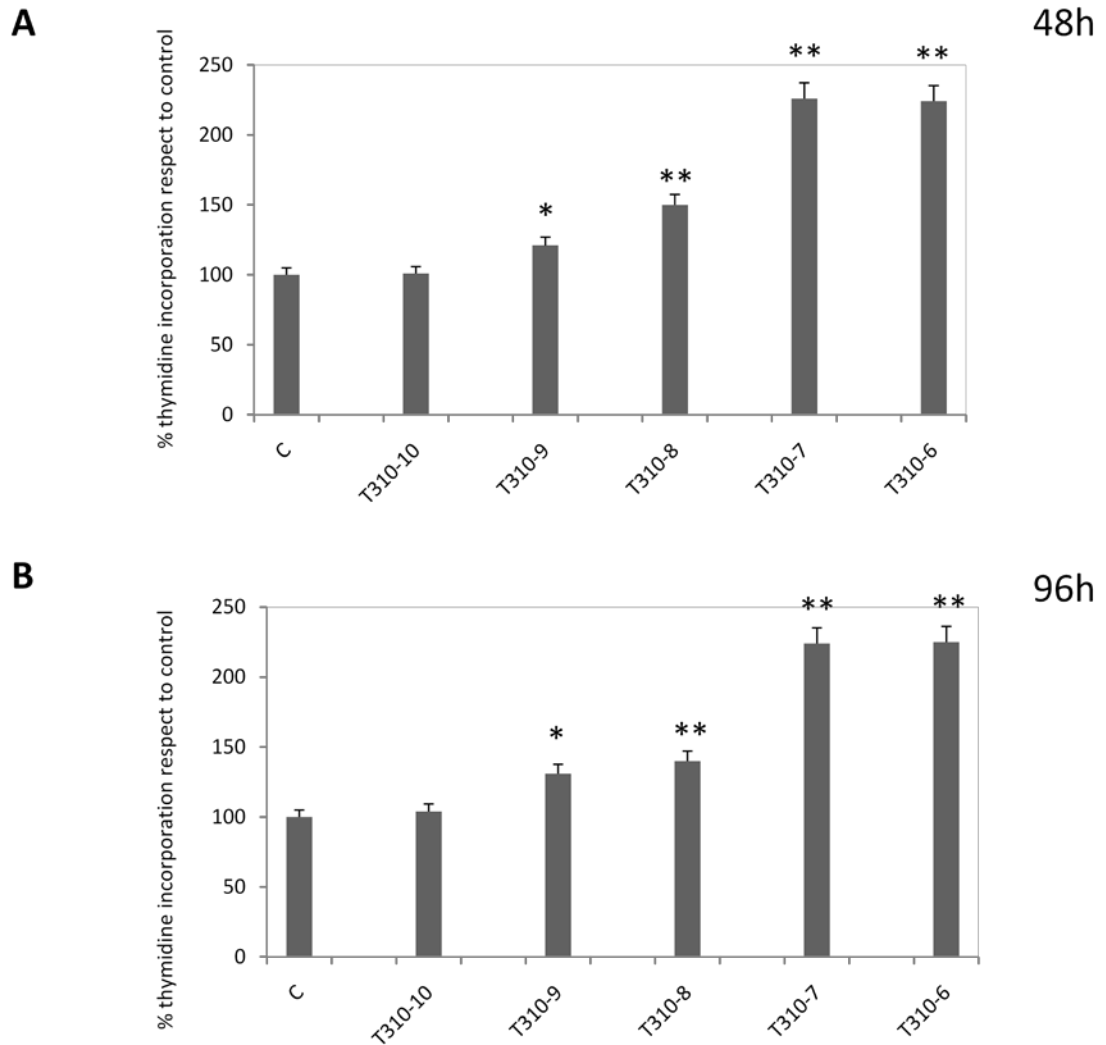 A
48h
% thymidine incorporation respect to control
250
200
150
100
50
0
*
**
**
**
C
T310-10
T310-9
T310-8
T310-7
T310-6
B
96h
% thymidine incorporation respect to control
250
200
150
100
50
0
*
**
**
**
C
T310-10
T310-9
T310-8
T310-7
T310-6